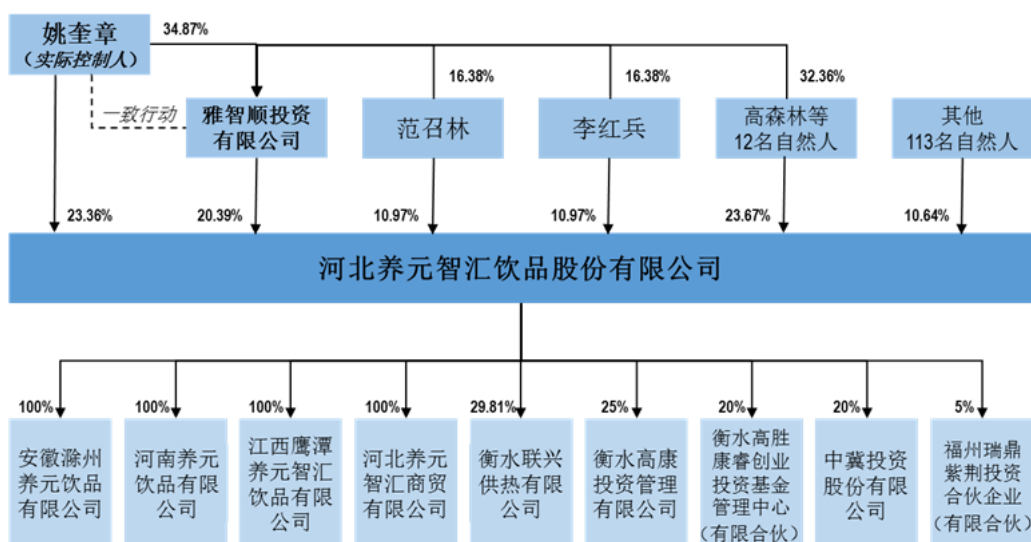 姚奎章
（实际控制人）
34.87%
16.38%
16.38%
32.36%
一致行动
雅智顺投资
有限公司
范召林
李红兵
高森林等
12名自然人
其他
113名自然人
23.36%
20.39%
10.97%
10.97%
23.67%
10.64%
河北养元智汇饮品股份有限公司
100%
100%
100%
100%
29.81%
25%
20%
20%
5%
安徽滁州
养元饮品
有限公司
河南养元
饮品有限
公司
江西鹰潭
养元智汇
饮品有限
公司
河北养元
智汇商贸
有限公司
衡水联兴
供热有限
公司
衡水高康
投资管理
有限公司
衡水高胜
康睿创业
投资基金
管理中心
（有限合伙）
中冀投资
股份有限
公司
福州瑞鼎
紫荆投资
合伙企业
（有限合伙）